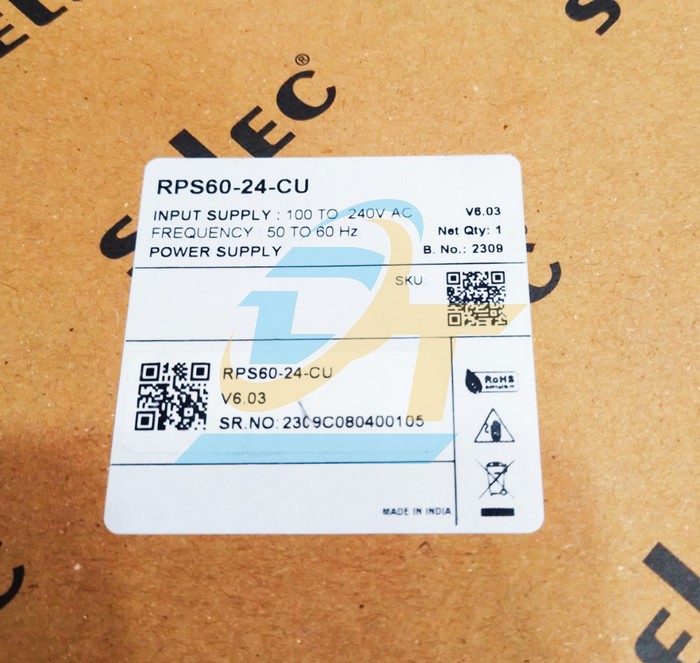 SELEC®
RPS60-24-CU
INPUT SUPPLY : 100 TO 240V AC
V6.03
FREQUENCY : 50 TO 60 Hz
Net Qty: 1
POWER SUPPLY
B. No.: 2309
SKU:
RPS60-24-CU
V6.03
SR.NO: 2309C080400105
RoHS
MADE IN INDIA